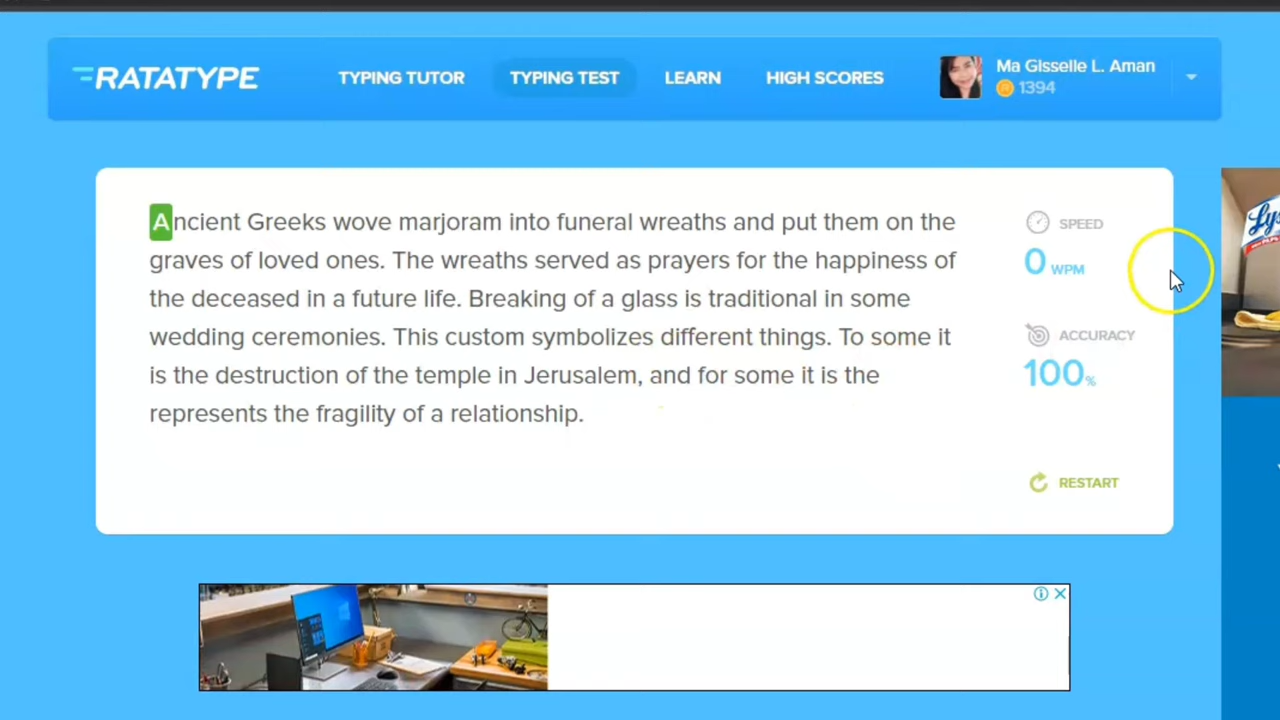 RATATYPE
TYPING TUTOR
TYPING TEST
LEARN
HIGH SCORES
Ma Gisselle L. Aman
1394
Ancient Greeks wove marjoram into funeral wreaths and put them on the
graves of loved ones. The wreaths served as prayers for the happiness of
the deceased in a future life. Breaking of a glass is traditional in some
wedding ceremonies. This custom symbolizes different things. To some it
is the destruction of the temple in Jerusalem, and for some it is the
represents the fragility of a relationship.
SPEED
0 WPM
ACCURACY
100%
RESTART